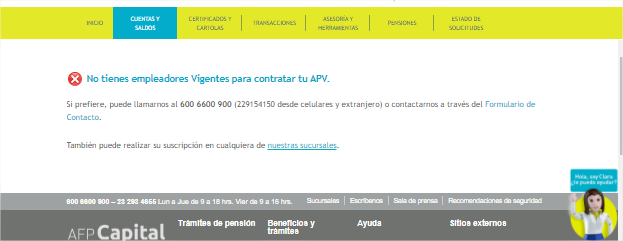 INICIO
CUENTAS Y
SALDOS
CERTIFICADOS Y
CARTOLAS
TRANSACCIONES
ASESORÍA Y
HERRAMIENTAS
PENSIONES
ESTADO DE
SOLICITUDES
No tienes empleadores Vigentes para contratar tu APV.
Si prefiere, puede llamarnos al 600 6600 900 (229154150 desde celulares y extranjero) o contactarnos a través del Formulario de
Contacto.
También puede realizar su suscripción en cualquiera de nuestras sucursales.
Hola, soy Clara
¿te puedo ayudar?
600 6600 900 – 23 293 4655 Lun a Jue de 9 a 18 hrs. Vier de 9 a 16 hrs.
Sucursales
Escríbenos
Sala de prensa
Recomendaciones de seguridad
AFP Capital
Trámites de pensión
Beneficios y
trámites
Ayuda
Sitios externos